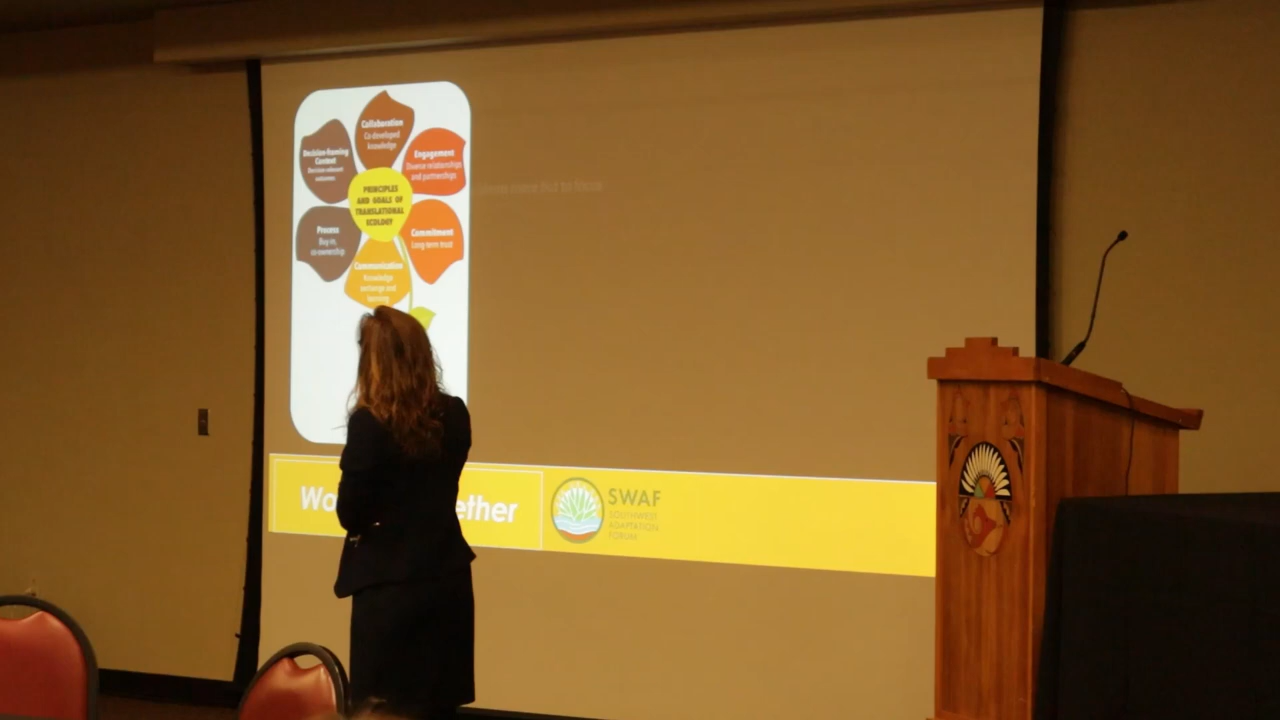 Collaboration
Co-developed
knowledge
Decision-framing
Context
Decision-relevant
outcomes
Engagement
Diverse relationships
and partnerships
PRINCIPLES
AND GOALS OF
TRANSLATIONAL
ECOLOGY
Process
Buy-in,
co-ownership
Commitment
Long-term trust
Communication
Knowledge
exchange and
learning
Wo
ether
SWAF
SOUTHWEST
ADAPTATION
FORUM